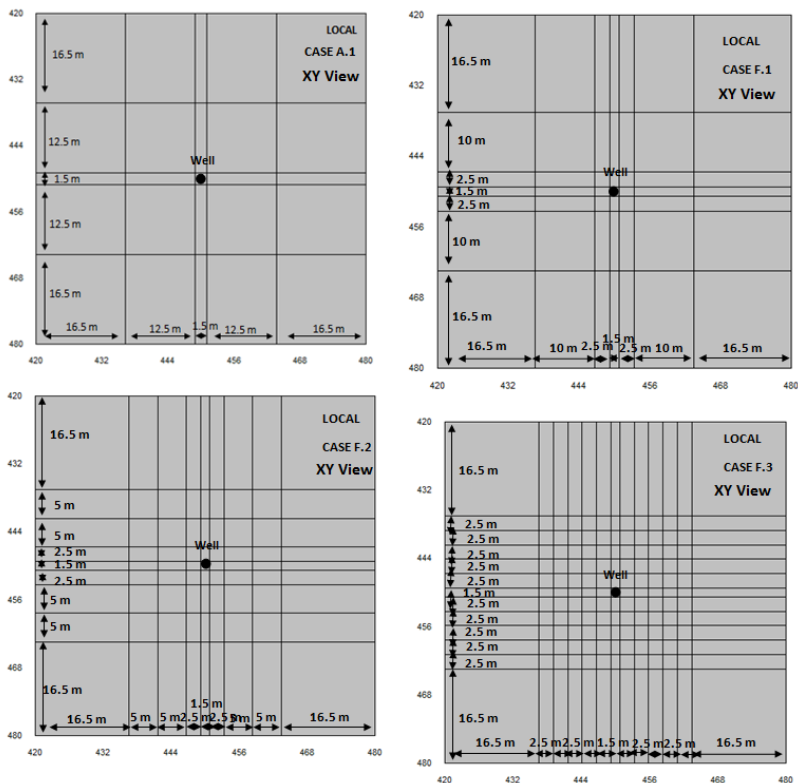 420
432
444
456
468
480
LOCAL
CASE A.1
XY View
16.5 m
12.5 m
Well
1.5 m
12.5 m
16.5 m
16.5 m
12.5 m
1.5 m
12.5 m
16.5 m
420
432
444
456
468
480
420
432
444
456
468
480
LOCAL
CASE F.1
XY View
16.5 m
10 m
2.5 m
Well
1.5 m
2.5 m
10 m
16.5 m
1.5 m
16.5 m
10 m
2.5 m
2.5 m
10 m
16.5 m
420
432
444
456
468
480
420
432
444
456
468
480
LOCAL
CASE F.2
XY View
16.5 m
5 m
5 m
Well
2.5 m
1.5 m
2.5 m
5 m
5 m
16.5 m
1.5 m
16.5 m
5 m
5 m
2.5 m
2.5 m
5 m
5 m
16.5 m
420
432
444
456
468
480
420
432
444
456
468
480
LOCAL
CASE F.3
XY View
16.5 m
2.5 m
2.5 m
2.5 m
2.5 m
2.5 m
Well
1.5 m
2.5 m
2.5 m
2.5 m
2.5 m
2.5 m
16.5 m
16.5 m
2.5 m
2.5 m
1.5 m
2.5 m
2.5 m
16.5 m
420
432
444
456
468
480